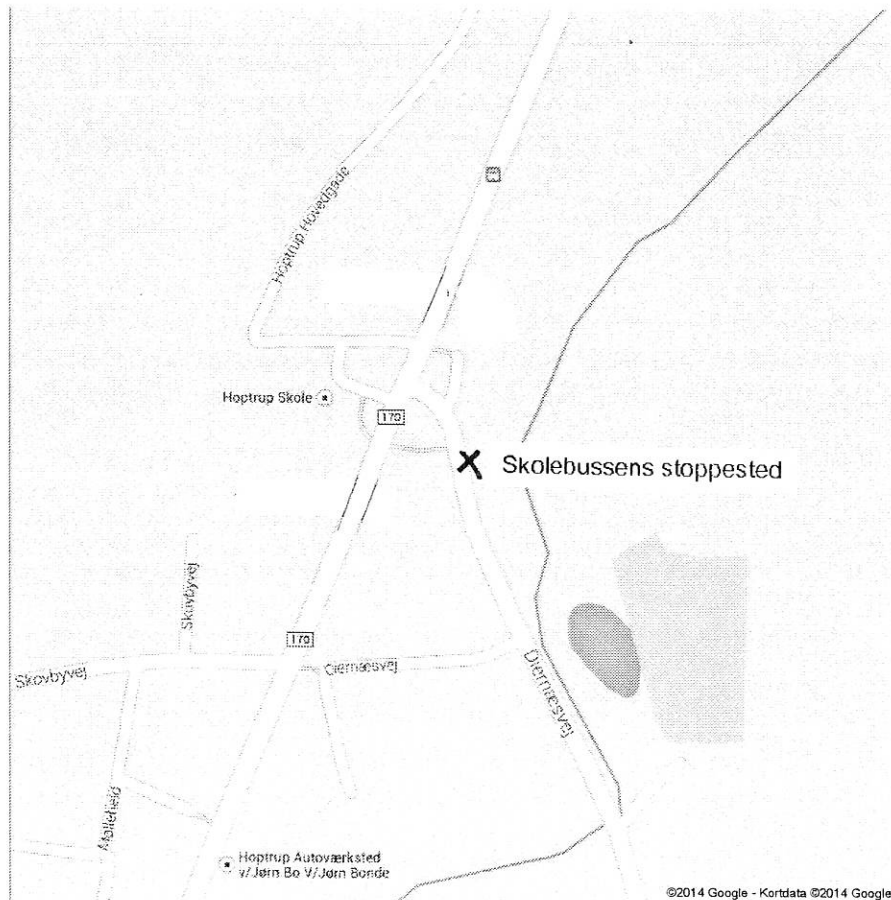 Hoptrup Hovedgade
Hoptrup Skole
170
Skolebussens stoppested
Skovbyvej
170
Skovbyvej
Diernæsvej
Diernæsvej
Hoptrup Autoværksted
v/Jørn Bo V/Jørn Bonde
©2014 Google - Kortdata ©2014 Google